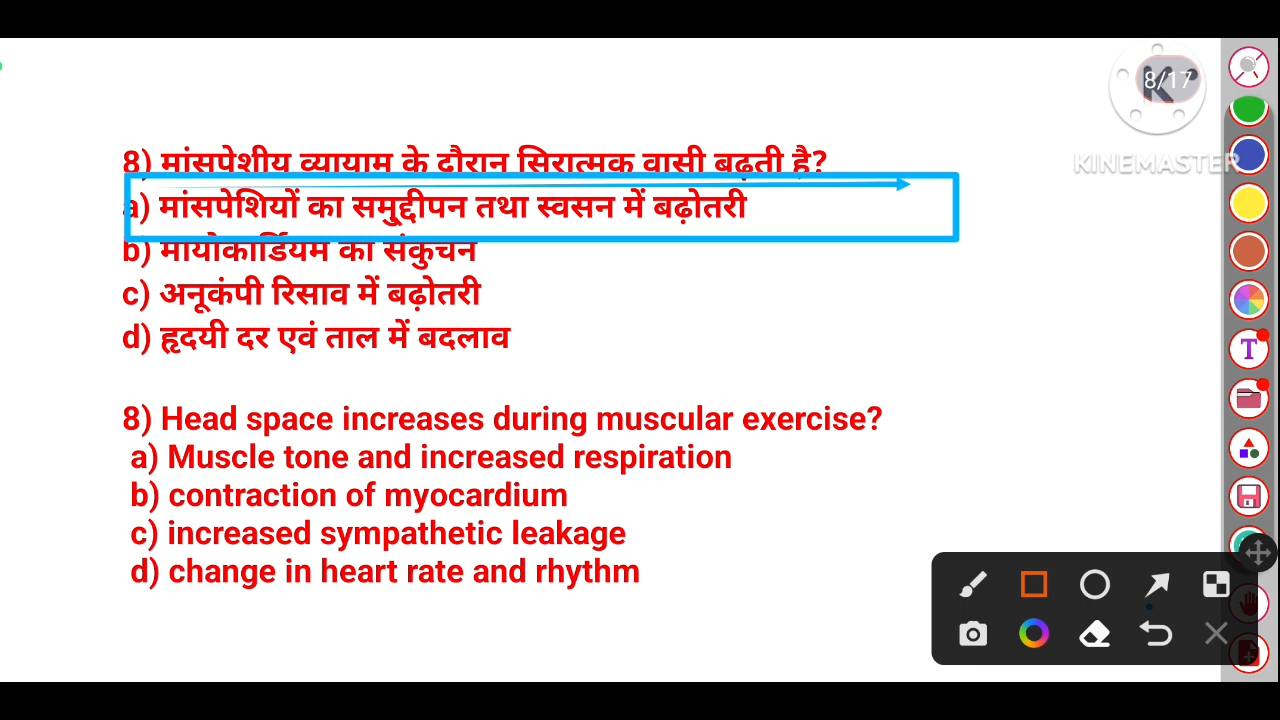 8/17
KINEMASTER
8) मांसपेशीय व्यायाम के दौरान सिरात्मक वासी बढ़ती है?
a) मांसपेशियों का समु्द्दीपन तथा स्वसन में बढ़ोतरी
b) मायोकार्डियम का संकुचन
c) अनूकंपी रिसाव में बढ़ोतरी
d) हृदयी दर एवं ताल में बदलाव
8) Head space increases during muscular exercise?
a) Muscle tone and increased respiration
b) contraction of myocardium
c) increased sympathetic leakage
d) change in heart rate and rhythm